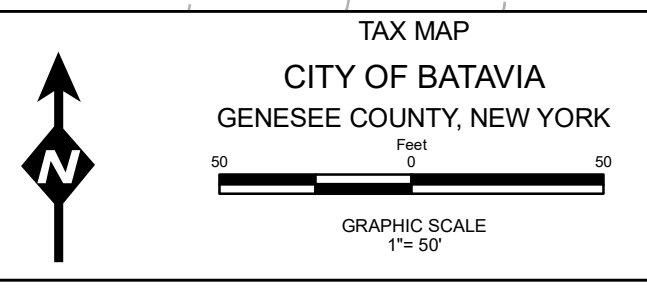 TAX MAP
CITY OF BATAVIA
GENESEE COUNTY, NEW YORK
Feet
50 0 50
N
GRAPHIC SCALE
1"= 50'